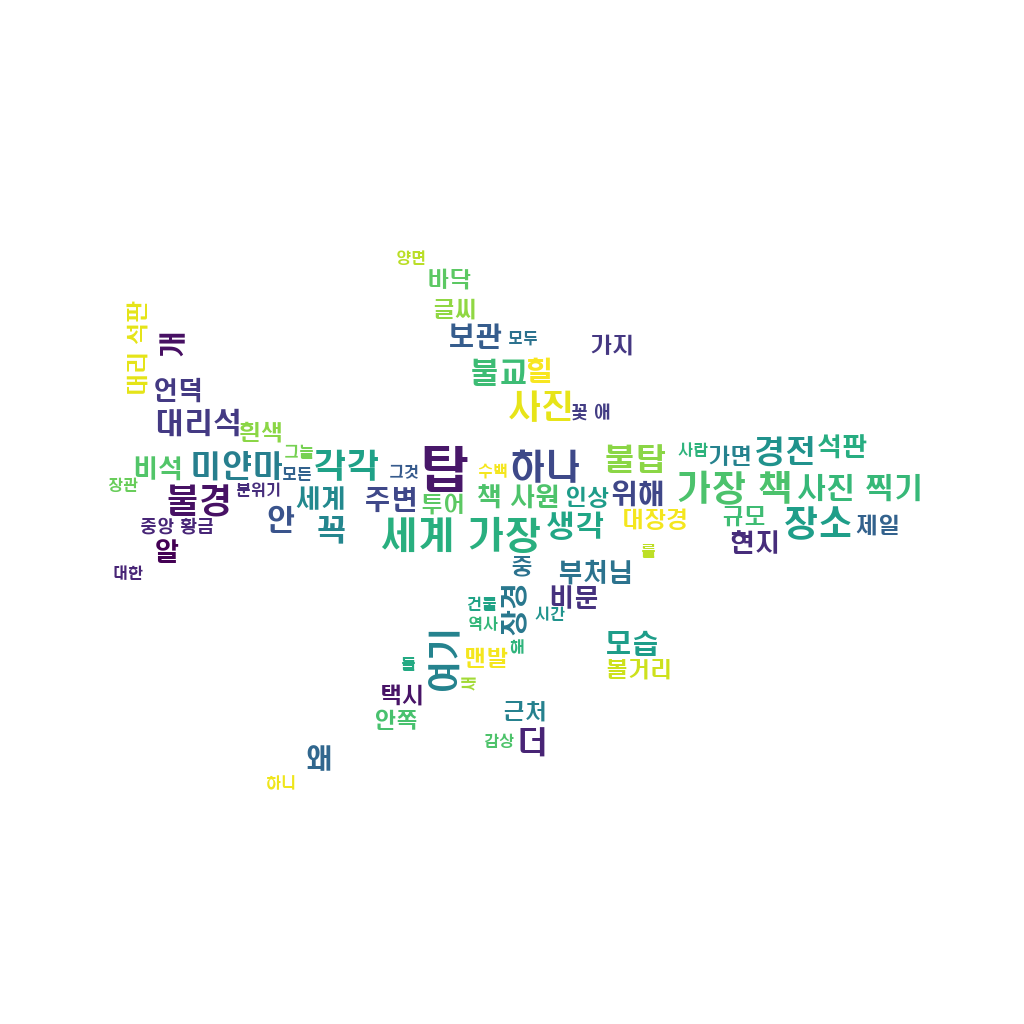 양면
바닥
글씨
보관
모두
가지
대리 석판
개
불교
힐
언덕
사진
꽃 애
대리석
흰색
그늘
탑
하나
불탑
사람
가면
경전
석판
비석
미얀마
모든
각각
그것
수백
장관
불경
분위기
세계
주변
투어
책 사원
인상
위해
가장 책
사진 찍기
중앙 황금
안
꼭
세계 가장
생각
대장경
규모
장소
제일
알
를
현지
대한
중
부처님
장경
비문
건물
시간
역사
여기
맨발
해
모습
들
즉
볼거리
택시
안쪽
근처
감상
더
왜
하니